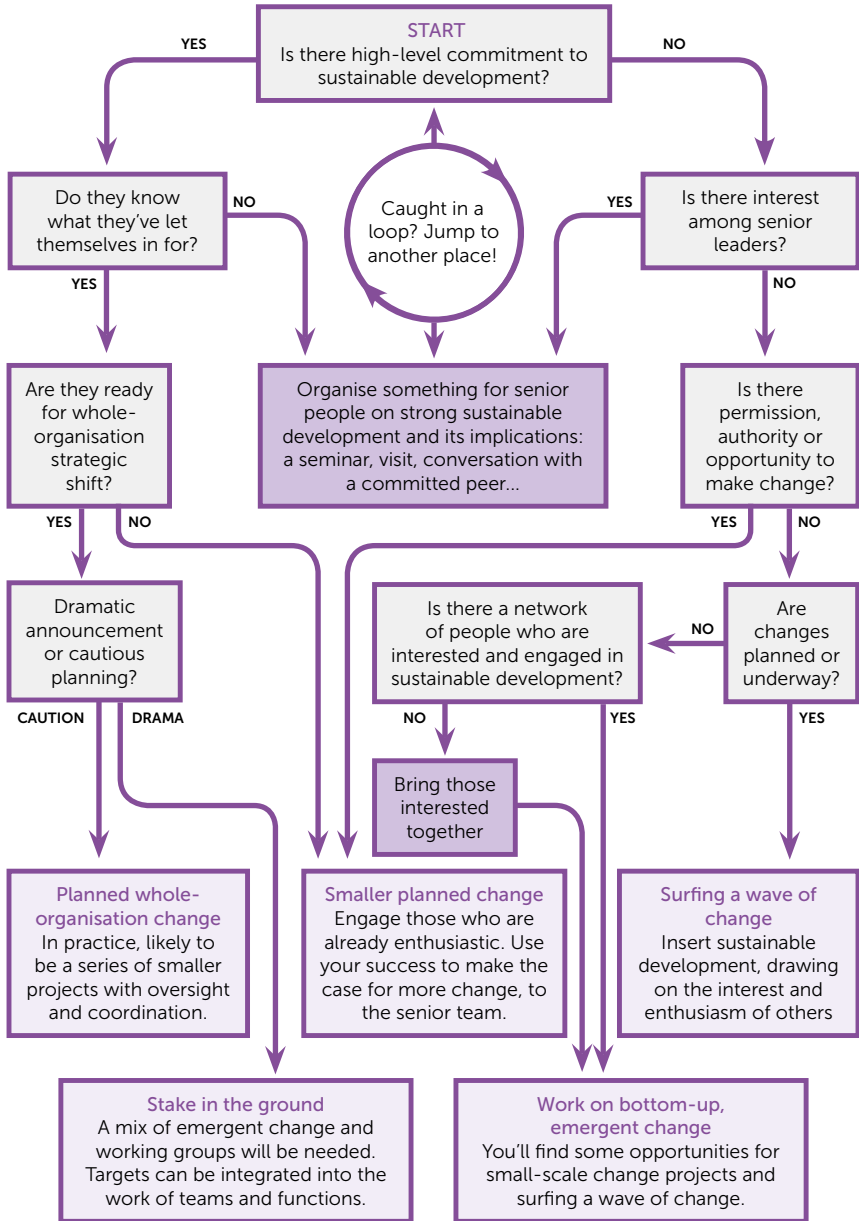 START
Is there high-level commitment to
sustainable development?
YES
NO
Do they know
what they've let
themselves in for?
NO
Caught in a
loop? Jump to
another place!
YES
Is there interest
among senior
leaders?
YES
NO
Are they ready
for whole-
organisation
strategic
shift?
Organise something for senior
people on strong sustainable
development and its implications:
a seminar, visit, conversation with
a committed peer...
Is there
permission,
authority or
opportunity to
make change?
YES
NO
YES
NO
Dramatic
announcement
or cautious
planning?
Is there a network
of people who are
interested and engaged in
sustainable development?
NO
Are
changes
planned or
underway?
CAUTION
DRAMA
NO
YES
YES
Bring those
interested
together
Planned whole-
organisation change
In practice, likely to
be a series of smaller
projects with oversight
and coordination.
Smaller planned change
Engage those who are
already enthusiastic. Use
your success to make the
case for more change, to
the senior team.
Surfing a wave of
change
Insert sustainable
development, drawing
on the interest and
enthusiasm of others
Stake in the ground
A mix of emergent change and
working groups will be needed.
Targets can be integrated into the
work of teams and functions.
Work on bottom-up,
emergent change
You'll find some opportunities for
small-scale change projects and
surfing a wave of change.